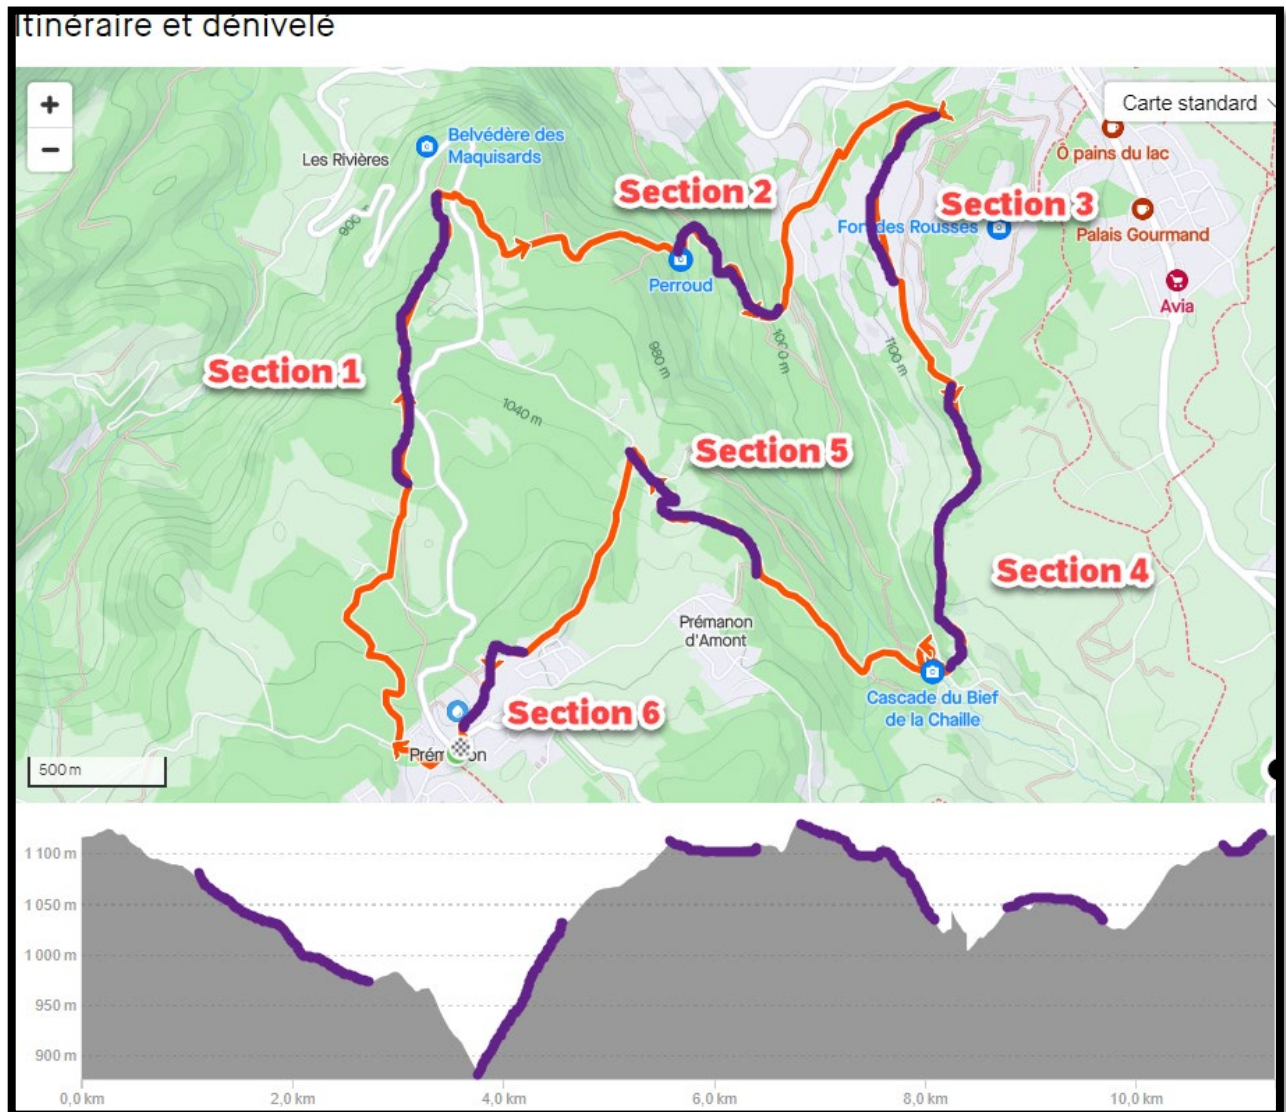 Itinéraire et dénivelé
+
−
Carte standard
Belvédère des
Maquisards
Les Rivières
Ô pains du lac
Section 2
Section 3
900 m
Fort des Rousses
Palais Gourmand
Perroud
Avia
1000 m
980 m
1100 m
Section 1
1040 m
Section 5
Section 4
Prémanon
d'Amont
Cascade du Bief
de la Chaille
Section 6
Prémanon
500 m
1 100 m
1 050 m
1 000 m
950 m
900 m
0,0 km 2,0 km 4,0 km 6,0 km 8,0 km 10,0 km